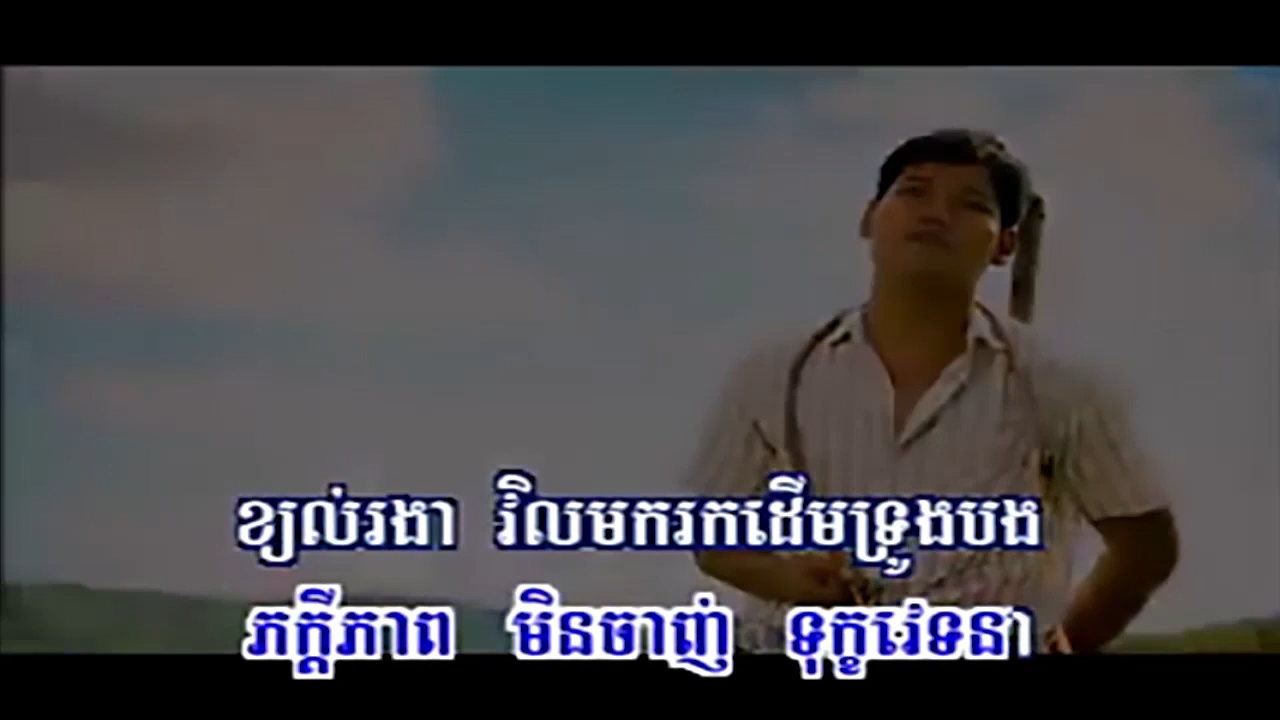 ខ្យល់រងា វិលមករកដើមទ្រូងបង
ភក្ដីភាព មិនចាញ់ ទុក្ខវេទនា